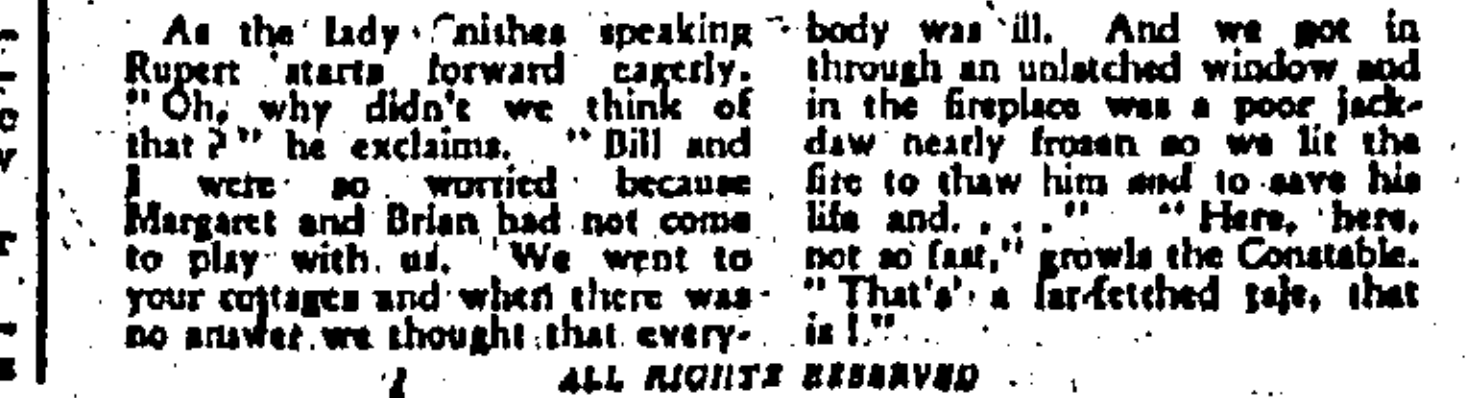 As the lady finishes speaking
Rupert starts forward eagerly.
"Oh, why didn't we think of
that?" he exclaims. "Bill and
I were so worried because
Margaret and Brian had not come
to play with us. We went to
your cottages and when there was
no answer we thought that every-
body was ill. And we got in
through an unlatched window and
in the fireplace was a poor jack-
daw nearly frozen so we lit the
fire to thaw him and to save his
life and. . . ." "Here, here,
not so fast," growls the Constable.
"That's a far-fetched tale, that
is!"
ALL RIGHTS RESERVED